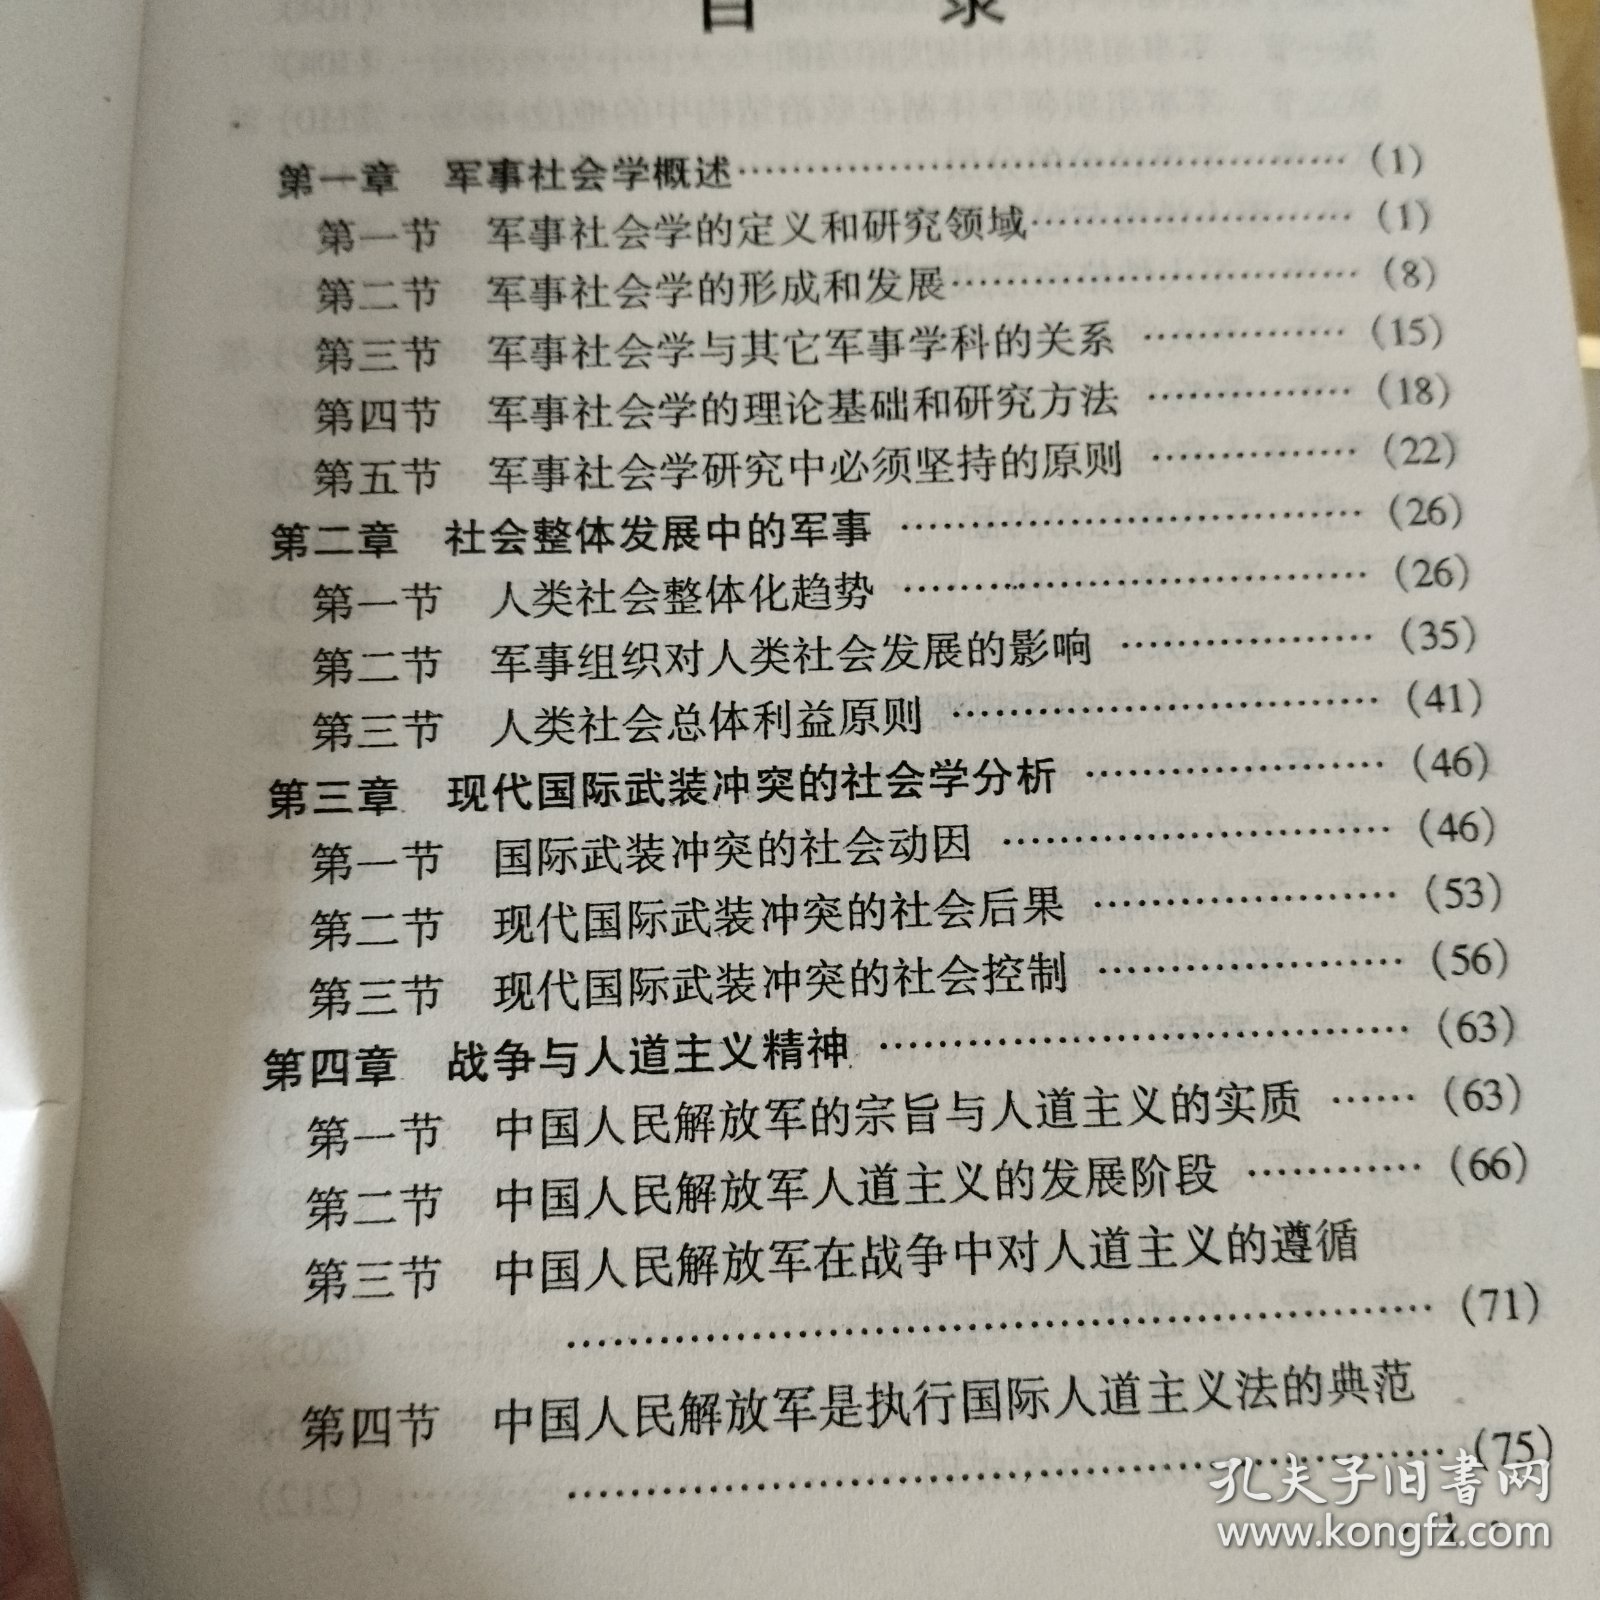 目 录
第一章 军事社会学概述……………………………………(1)
第一节 军事社会学的定义和研究领域…………………(1)
第二节 军事社会学的形成和发展………………………(8)
第三节 军事社会学与其它军事学科的关系……………(15)
第四节 军事社会学的理论基础和研究方法……………(18)
第五节 军事社会学研究中必须坚持的原则……………(22)
第二章 社会整体发展中的军事……………………………(26)
第一节 人类社会整体化趋势……………………………(26)
第二节 军事组织对人类社会发展的影响………………(35)
第三节 人类社会总体利益原则…………………………(41)
第三章 现代国际武装冲突的社会学分析…………………(46)
第一节 国际武装冲突的社会动因………………………(46)
第二节 现代国际武装冲突的社会后果…………………(53)
第三节 现代国际武装冲突的社会控制…………………(56)
第四章 战争与人道主义精神………………………………(63)
第一节 中国人民解放军的宗旨与人道主义的实质……(63)
第二节 中国人民解放军人道主义的发展阶段…………(66)
第三节 中国人民解放军在战争中对人道主义的遵循
……………………………………………………(71)
第四节 中国人民解放军是执行国际人道主义法的典范
……………………………………………………(75)
孔夫子旧书网
www.kongfz.com
· 1 ·